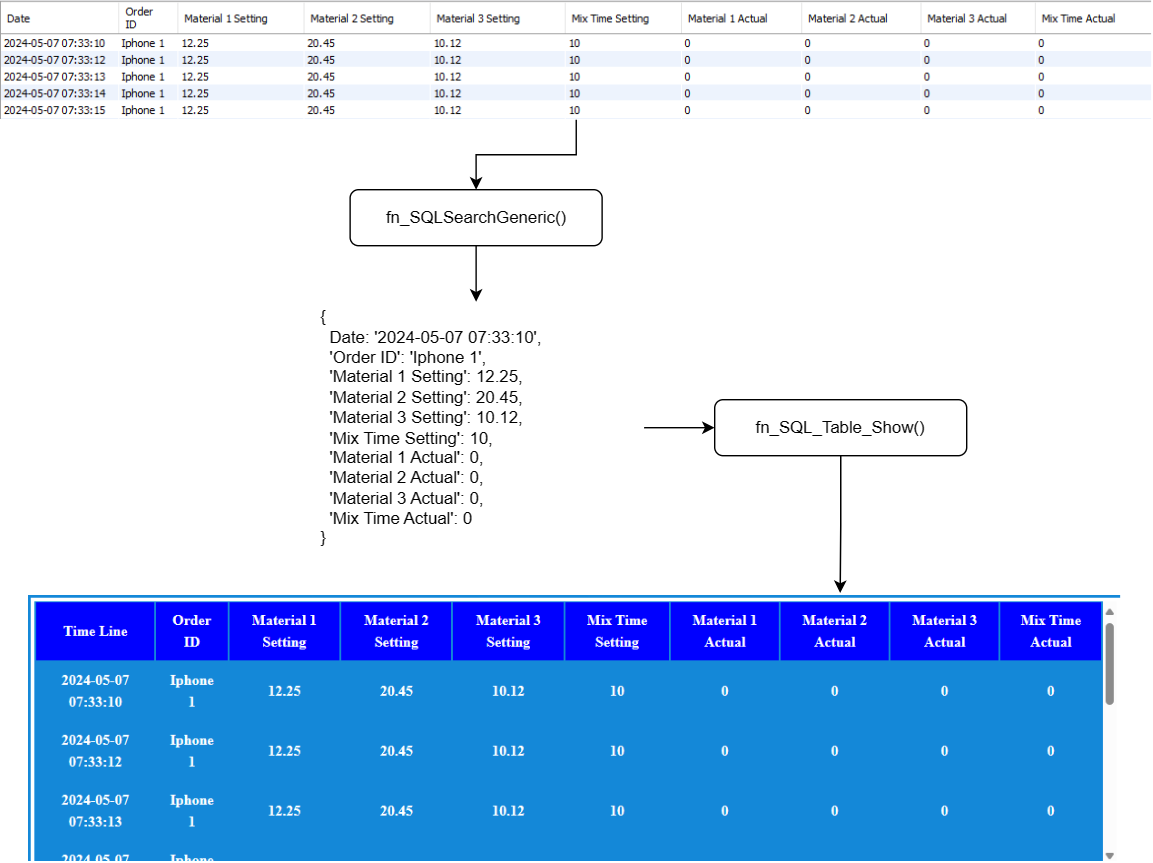 Date Order ID Material 1 Setting Material 2 Setting Material 3 Setting Mix Time Setting Material 1 Actual Material 2 Actual Material 3 Actual Mix Time Actual
2024-05-07 07:33:10 Iphone 1 12.25 20.45 10.12 10 0 0 0 0
2024-05-07 07:33:12 Iphone 1 12.25 20.45 10.12 10 0 0 0 0
2024-05-07 07:33:13 Iphone 1 12.25 20.45 10.12 10 0 0 0 0
2024-05-07 07:33:14 Iphone 1 12.25 20.45 10.12 10 0 0 0 0
2024-05-07 07:33:15 Iphone 1 12.25 20.45 10.12 10 0 0 0 0
fn_SQLSearchGeneric()
{
Date: '2024-05-07 07:33:10',
'Order ID': 'Iphone 1',
'Material 1 Setting': 12.25,
'Material 2 Setting': 20.45,
'Material 3 Setting': 10.12,
'Mix Time Setting': 10,
'Material 1 Actual': 0,
'Material 2 Actual': 0,
'Material 3 Actual': 0,
'Mix Time Actual': 0
}
fn_SQL_Table_Show()
Time Line Order ID Material 1 Setting Material 2 Setting Material 3 Setting Mix Time Setting Material 1 Actual Material 2 Actual Material 3 Actual Mix Time Actual
2024-05-07 07:33:10 Iphone 1 12.25 20.45 10.12 10 0 0 0 0
2024-05-07 07:33:12 Iphone 1 12.25 20.45 10.12 10 0 0 0 0
2024-05-07 07:33:13 Iphone 1 12.25 20.45 10.12 10 0 0 0 0
2024-05-07 Iphone